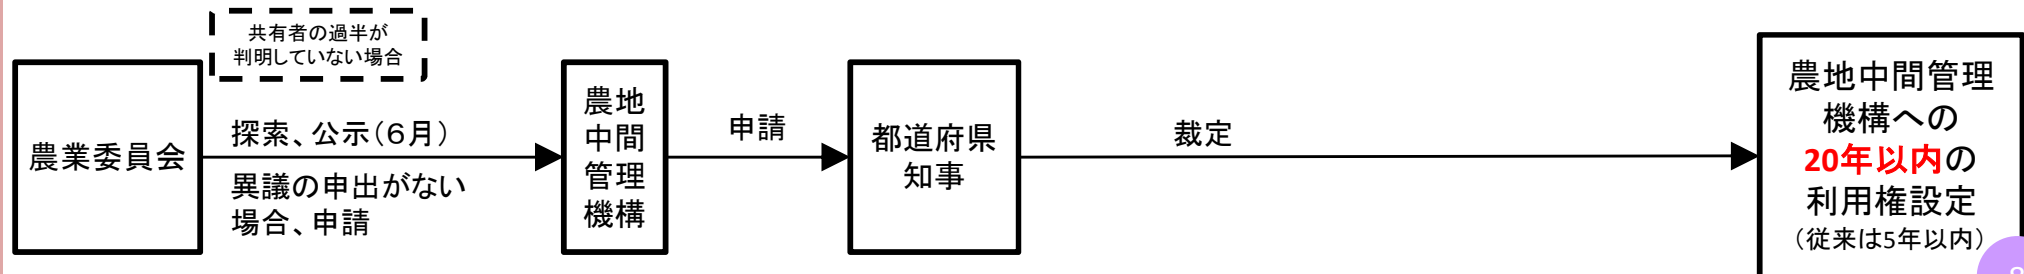 共有者の過半が
判明していない場合
農業委員会
探索、公示（６月）
異議の申出がない
場合、申請
農地
中間
管理
機構
申請
都道府県
知事
裁定
農地中間管理
機構への
20年以内の
利用権設定
（従来は5年以内）